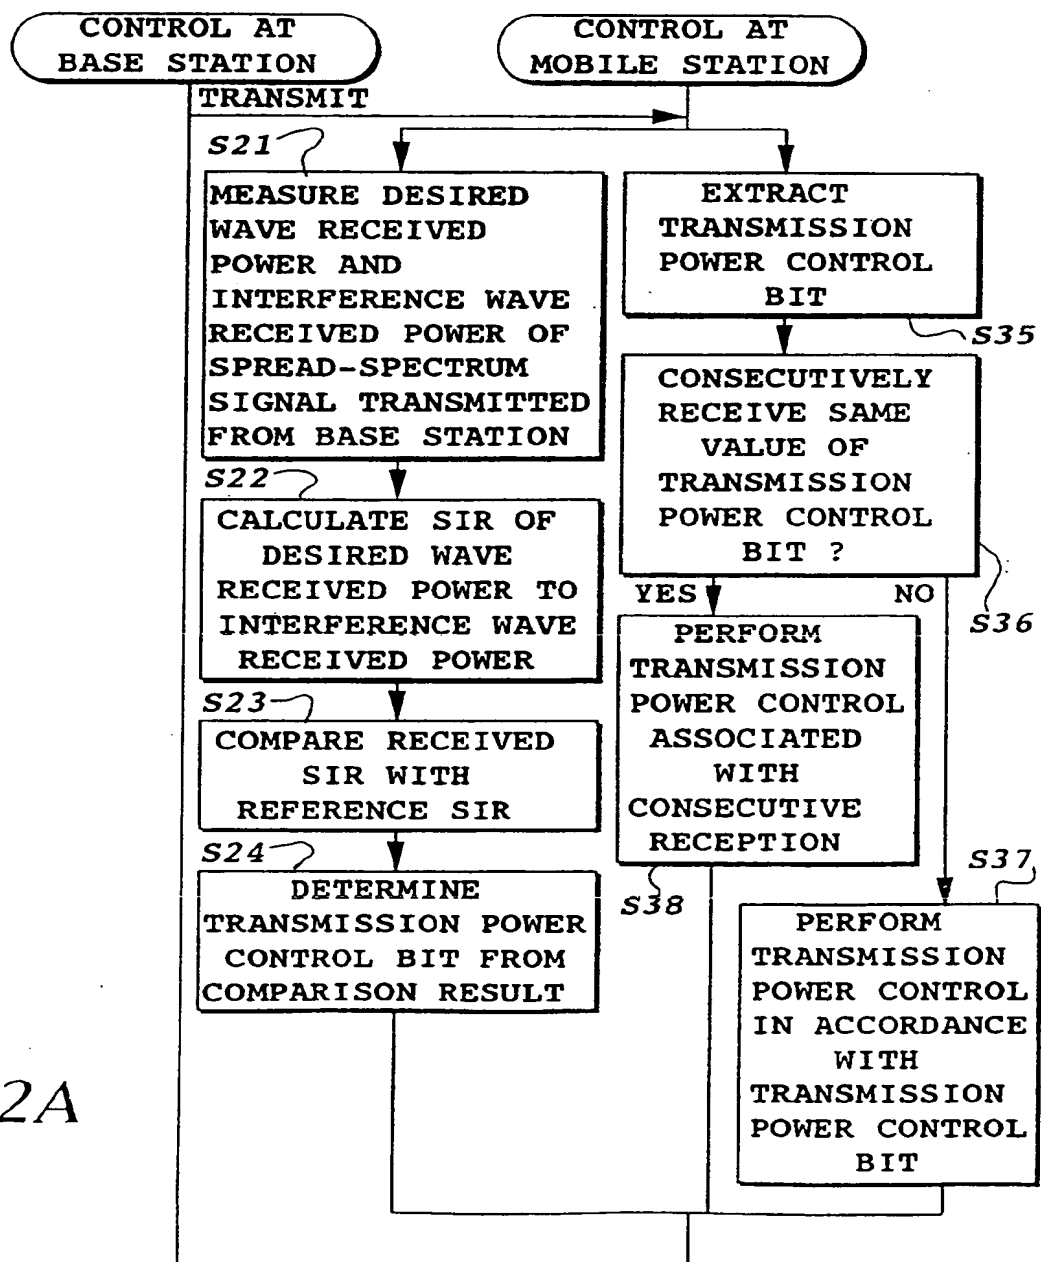 CONTROL AT
BASE STATION
CONTROL AT
MOBILE STATION
TRANSMIT
S21
MEASURE DESIRED
WAVE RECEIVED
POWER AND
INTERFERENCE WAVE
RECEIVED POWER OF
SPREAD-SPECTRUM
SIGNAL TRANSMITTED
FROM BASE STATION
S22
CALCULATE SIR OF
DESIRED WAVE
RECEIVED POWER TO
INTERFERENCE WAVE
RECEIVED POWER
S23
COMPARE RECEIVED
SIR WITH
REFERENCE SIR
S24
DETERMINE
TRANSMISSION POWER
CONTROL BIT FROM
COMPARISON RESULT
EXTRACT
TRANSMISSION
POWER CONTROL
BIT
S35
CONSECUTIVELY
RECEIVE SAME
VALUE OF
TRANSMISSION
POWER CONTROL
BIT ?
S36
YES
NO
PERFORM
TRANSMISSION
POWER CONTROL
ASSOCIATED
WITH
CONSECUTIVE
RECEPTION
S38
S37
PERFORM
TRANSMISSION
POWER CONTROL
IN ACCORDANCE
WITH
TRANSMISSION
POWER CONTROL
BIT
2A